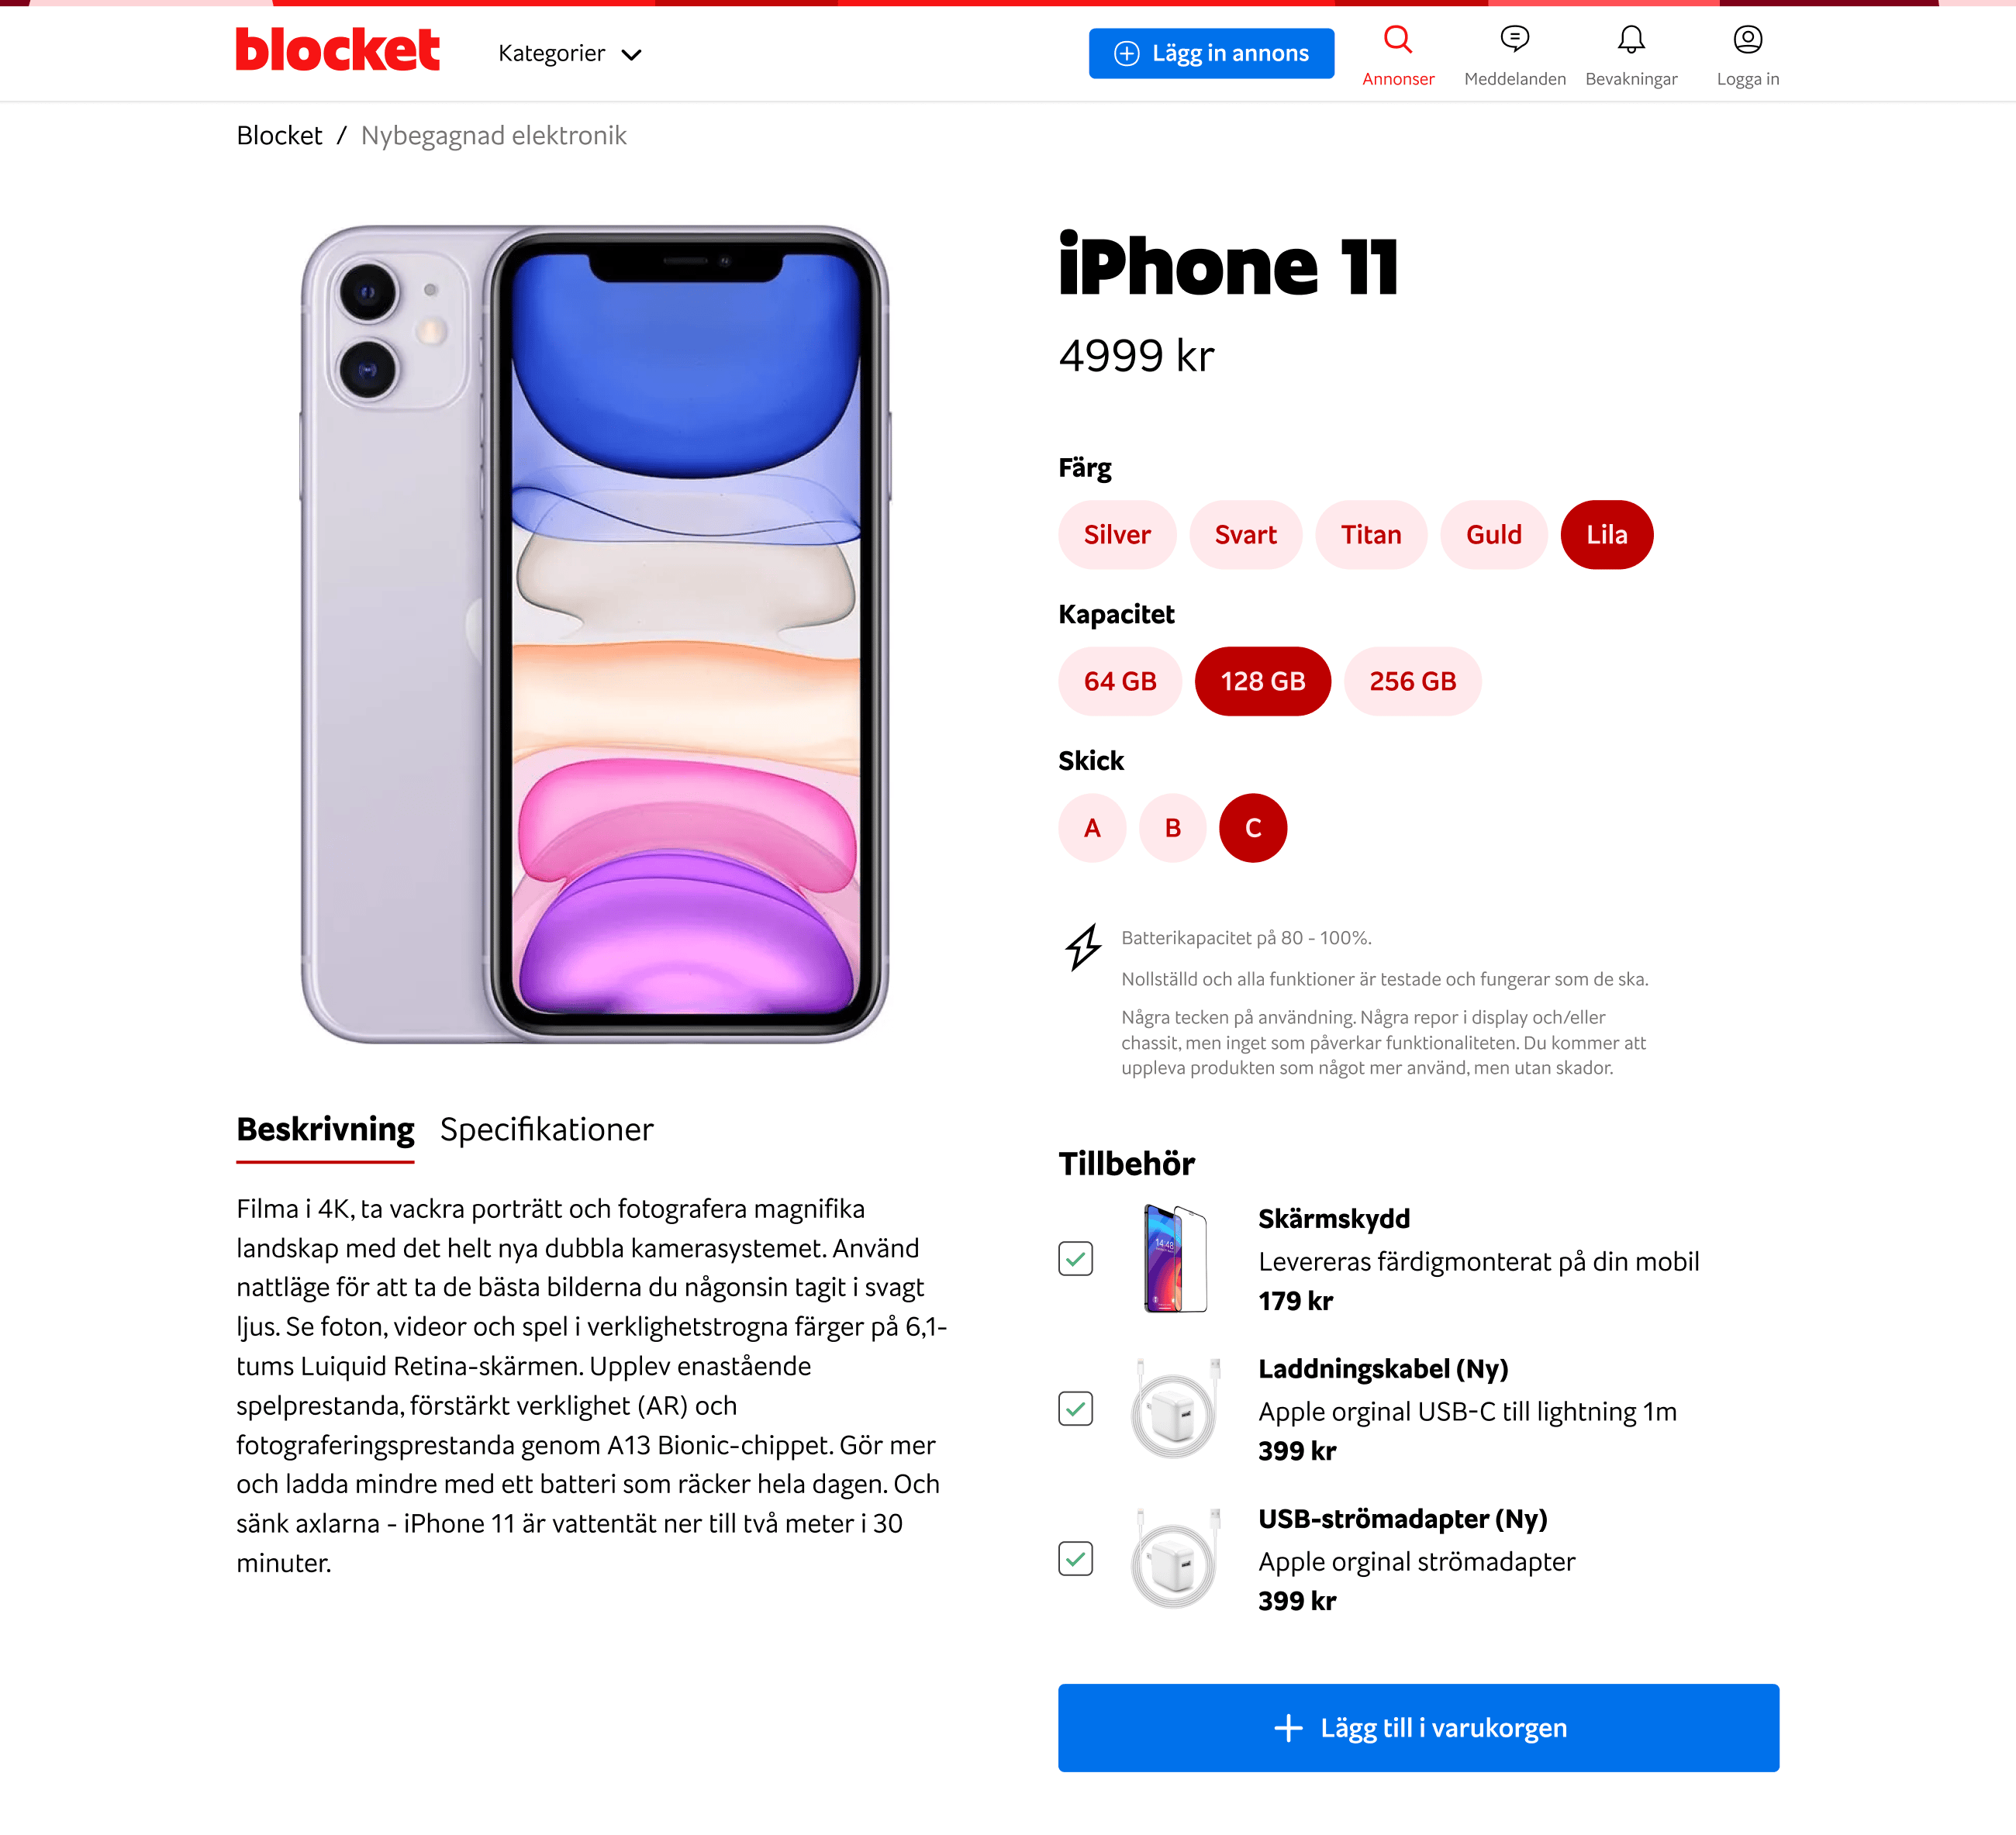 blocket
Kategorier
Lägg in annons
Annonser
Meddelanden
Bevakningar
Logga in
Blocket / Nybegagnad elektronik
iPhone 11
4999 kr
Färg
Silver
Svart
Titan
Guld
Lila
Kapacitet
64 GB
128 GB
256 GB
Skick
A
B
C
Batterikapacitet på 80 - 100%.
Nollställd och alla funktioner är testade och fungerar som de ska.
Några tecken på användning. Några repor i display och/eller
chassit, men inget som påverkar funktionaliteten. Du kommer att
uppleva produkten som något mer använd, men utan skador.
Beskrivning
Specifikationer
Filma i 4K, ta vackra porträtt och fotografera magnifika
landskap med det helt nya dubbla kamerasystemet. Använd
nattläge för att ta de bästa bilderna du någonsin tagit i svagt
ljus. Se foton, videor och spel i verklighetstrogna färger på 6,1-
tums Luiquid Retina-skärmen. Upplev enastående
spelprestanda, förstärkt verklighet (AR) och
fotograferingsprestanda genom A13 Bionic-chippet. Gör mer
och ladda mindre med ett batteri som räcker hela dagen. Och
sänk axlarna - iPhone 11 är vattentät ner till två meter i 30
minuter.
Tillbehör
14:48
Skärmskydd
Levereras färdigmonterat på din mobil
179 kr
Laddningskabel (Ny)
Apple orginal USB-C till lightning 1m
399 kr
USB-strömadapter (Ny)
Apple orginal strömadapter
399 kr
Lägg till i varukorgen